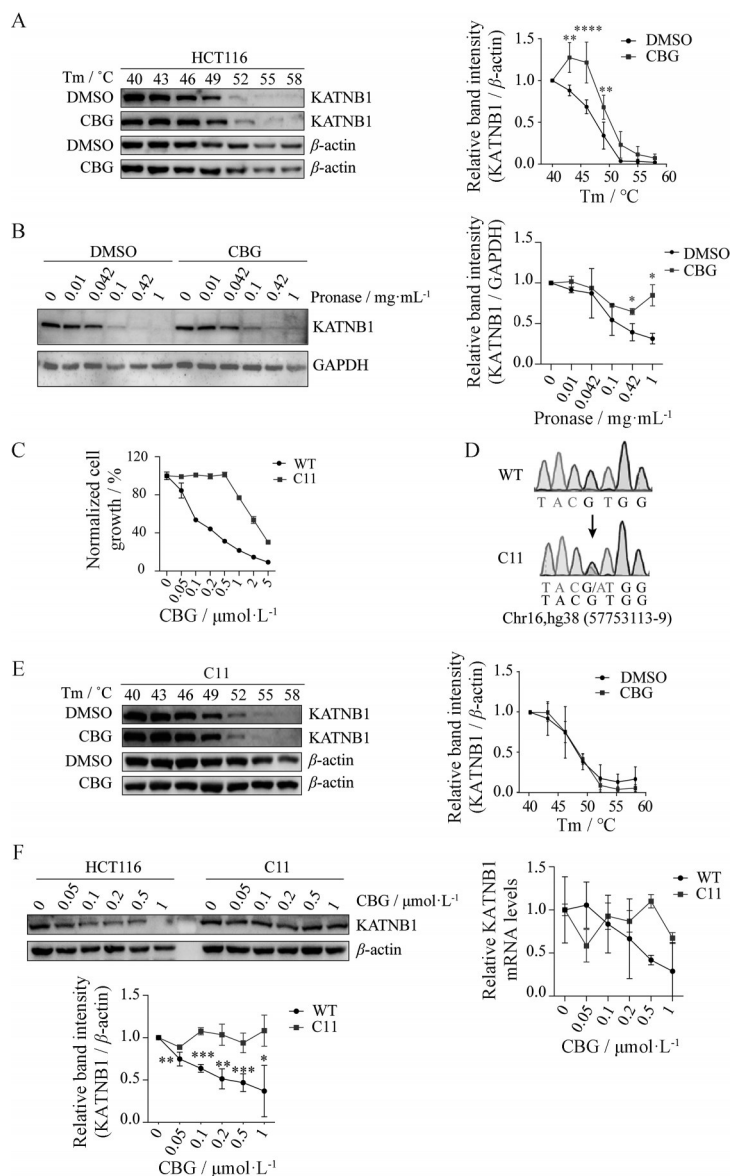 A
HCT116
Tm / °C 40 43 46 49 52 55 58
DMSO KATNB1
CBG KATNB1
DMSO β-actin
CBG β-actin
Relative band intensity
(KATNB1 / β-actin)
1.5
1.0
0.5
0.0
** **** **
DMSO
CBG
40 45 50 55 60
Tm / °C
B
DMSO CBG
0 0.01 0.042 0.1 0.42 1 0 0.01 0.042 0.1 0.42 1
Pronase / mg·mL-1
KATNB1
GAPDH
Relative band intensity
(KATNB1 / GAPDH)
1.5
1.0
0.5
0.0
* *
DMSO
CBG
0 0.01 0.042 0.1 0.42 1
Pronase / mg·mL-1
C
Normalized cell
growth / %
120
80
40
0
WT
C11
0 0.05 0.1 0.2 0.5 1 2 5
CBG / μmol·L-1
D
WT
T A C G T G G
C11
T A C G/A T G G
T A C G T G G
Chr16,hg38 (57753113-9)
E
C11
Tm / °C 40 43 46 49 52 55 58
DMSO KATNB1
CBG KATNB1
DMSO β-actin
CBG β-actin
Relative band intensity
(KATNB1 / β-actin)
1.5
1.0
0.5
0.0
DMSO
CBG
40 45 50 55 60
Tm / °C
F
HCT116 C11
0 0.05 0.1 0.2 0.5 1 0 0.05 0.1 0.2 0.5 1
CBG / μmol·L-1
KATNB1
β-actin
Relative KATNB1
mRNA levels
1.5
1.0
0.5
0.0
WT
C11
0 0.05 0.1 0.2 0.5 1
CBG / μmol·L-1
Relative band intensity
(KATNB1 / β-actin)
1.5
1.0
0.5
0.0
** *** ** *** *
WT
C11
0 0.05 0.1 0.2 0.5 1
CBG / μmol·L-1